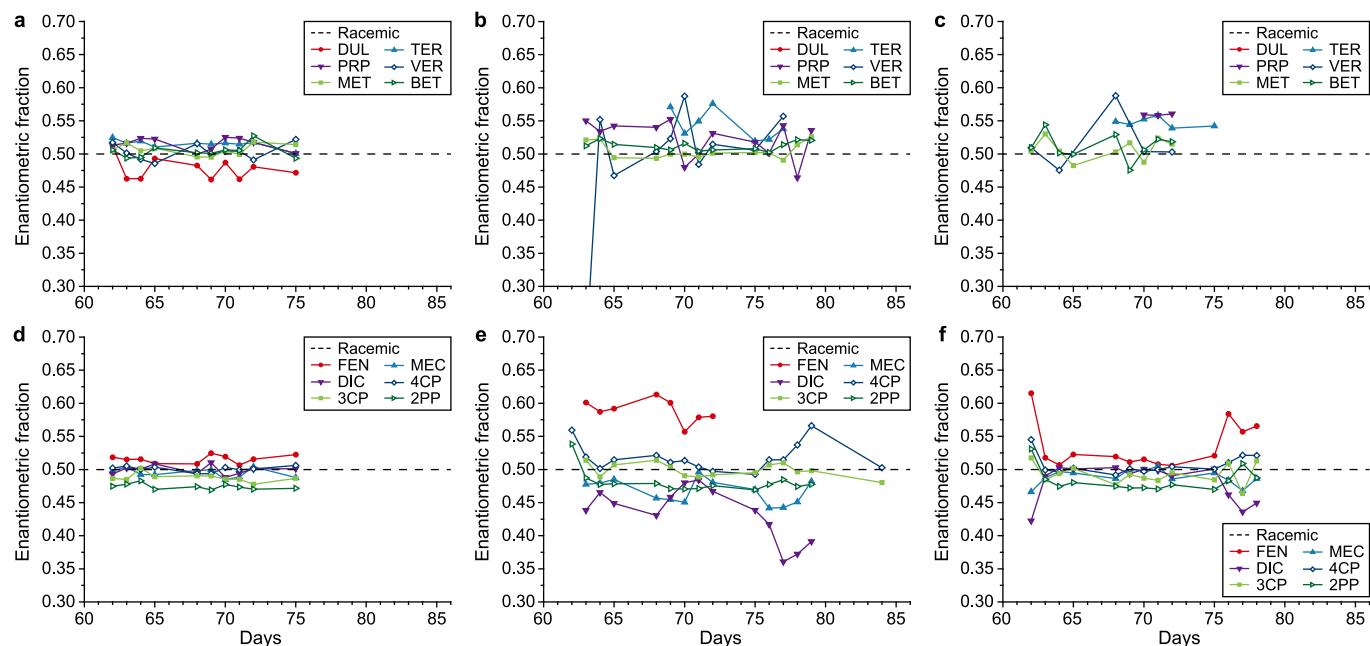 a
0.70
0.65
0.60
0.55
0.50
0.45
0.40
0.35
0.30
Enantiometric fraction
60 65 70 75 80 85
Racemic
DUL TER
PRP VER
MET BET
b
0.70
0.65
0.60
0.55
0.50
0.45
0.40
0.35
0.30
Enantiometric fraction
60 65 70 75 80 85
Racemic
DUL TER
PRP VER
MET BET
c
0.70
0.65
0.60
0.55
0.50
0.45
0.40
0.35
0.30
Enantiometric fraction
60 65 70 75 80 85
Racemic
DUL TER
PRP VER
MET BET
d
0.70
0.65
0.60
0.55
0.50
0.45
0.40
0.35
0.30
Enantiometric fraction
60 65 70 75 80 85
Days
Racemic
FEN MEC
DIC 4CP
3CP 2PP
e
0.70
0.65
0.60
0.55
0.50
0.45
0.40
0.35
0.30
Enantiometric fraction
60 65 70 75 80 85
Days
Racemic
FEN MEC
DIC 4CP
3CP 2PP
f
0.70
0.65
0.60
0.55
0.50
0.45
0.40
0.35
0.30
Enantiometric fraction
60 65 70 75 80 85
Days
Racemic
FEN MEC
DIC 4CP
3CP 2PP